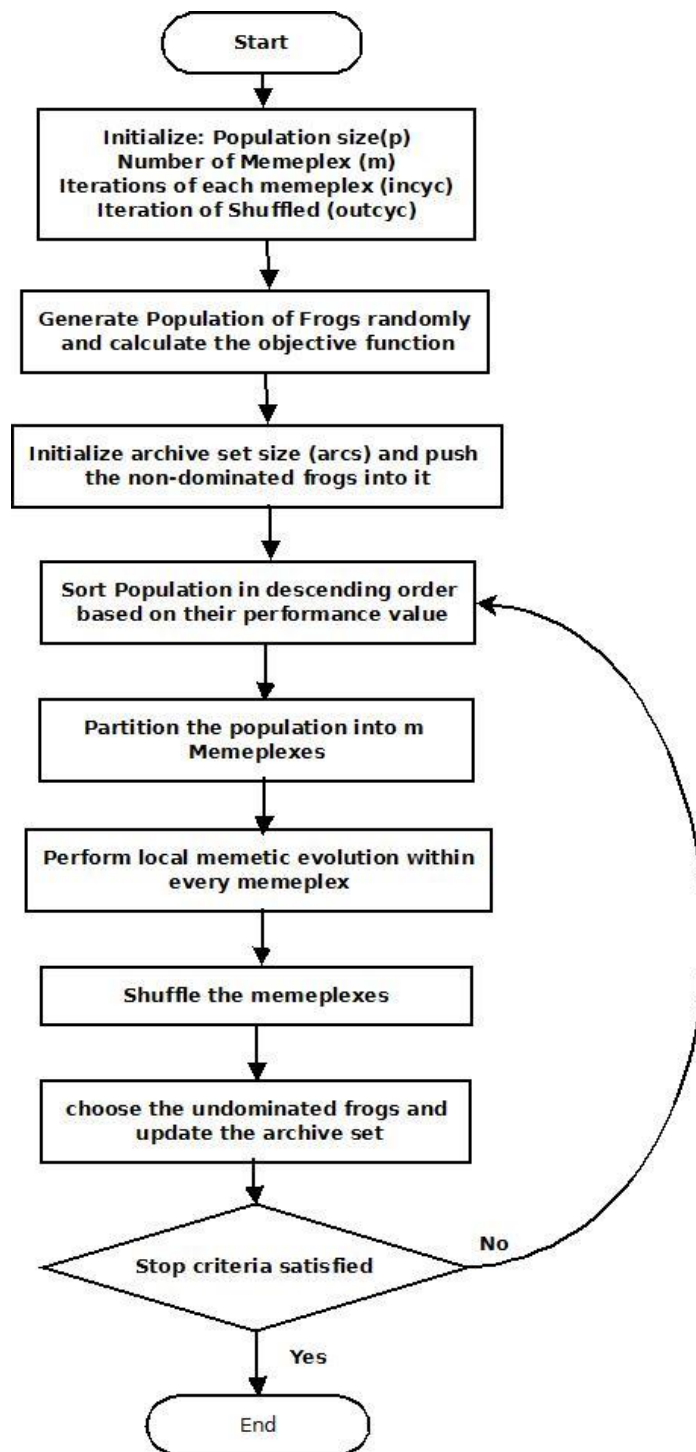 Start
Initialize: Population size(p)
Number of Memeplex (m)
Iterations of each memeplex (incyc)
Iteration of Shuffled (outcyc)
Generate Population of Frogs randomly
and calculate the objective function
Initialize archive set size (arcs) and push
the non-dominated frogs into it
Sort Population in descending order
based on their performance value
Partition the population into m
Memeplexes
Perform local memetic evolution within
every memeplex
Shuffle the memeplexes
choose the undominated frogs and
update the archive set
Stop criteria satisfied
No
Yes
End